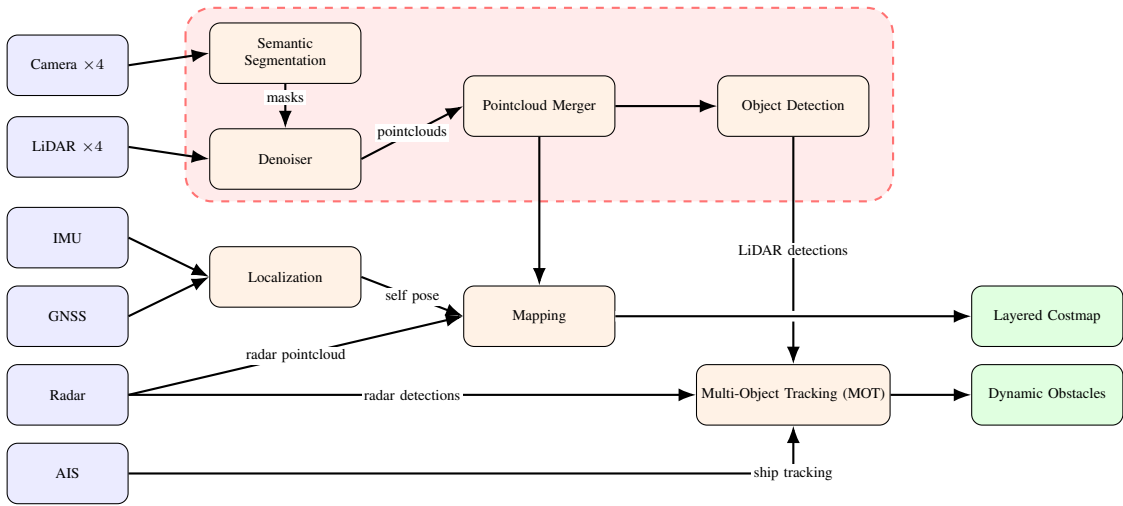 Camera ×4
Semantic
Segmentation
masks
Pointcloud Merger
Object Detection
pointclouds
LiDAR ×4
Denoiser
IMU
LiDAR detections
Localization
self pose
GNSS
Mapping
Layered Costmap
radar pointcloud
Radar
radar detections
Multi-Object Tracking (MOT)
Dynamic Obstacles
AIS
ship tracking